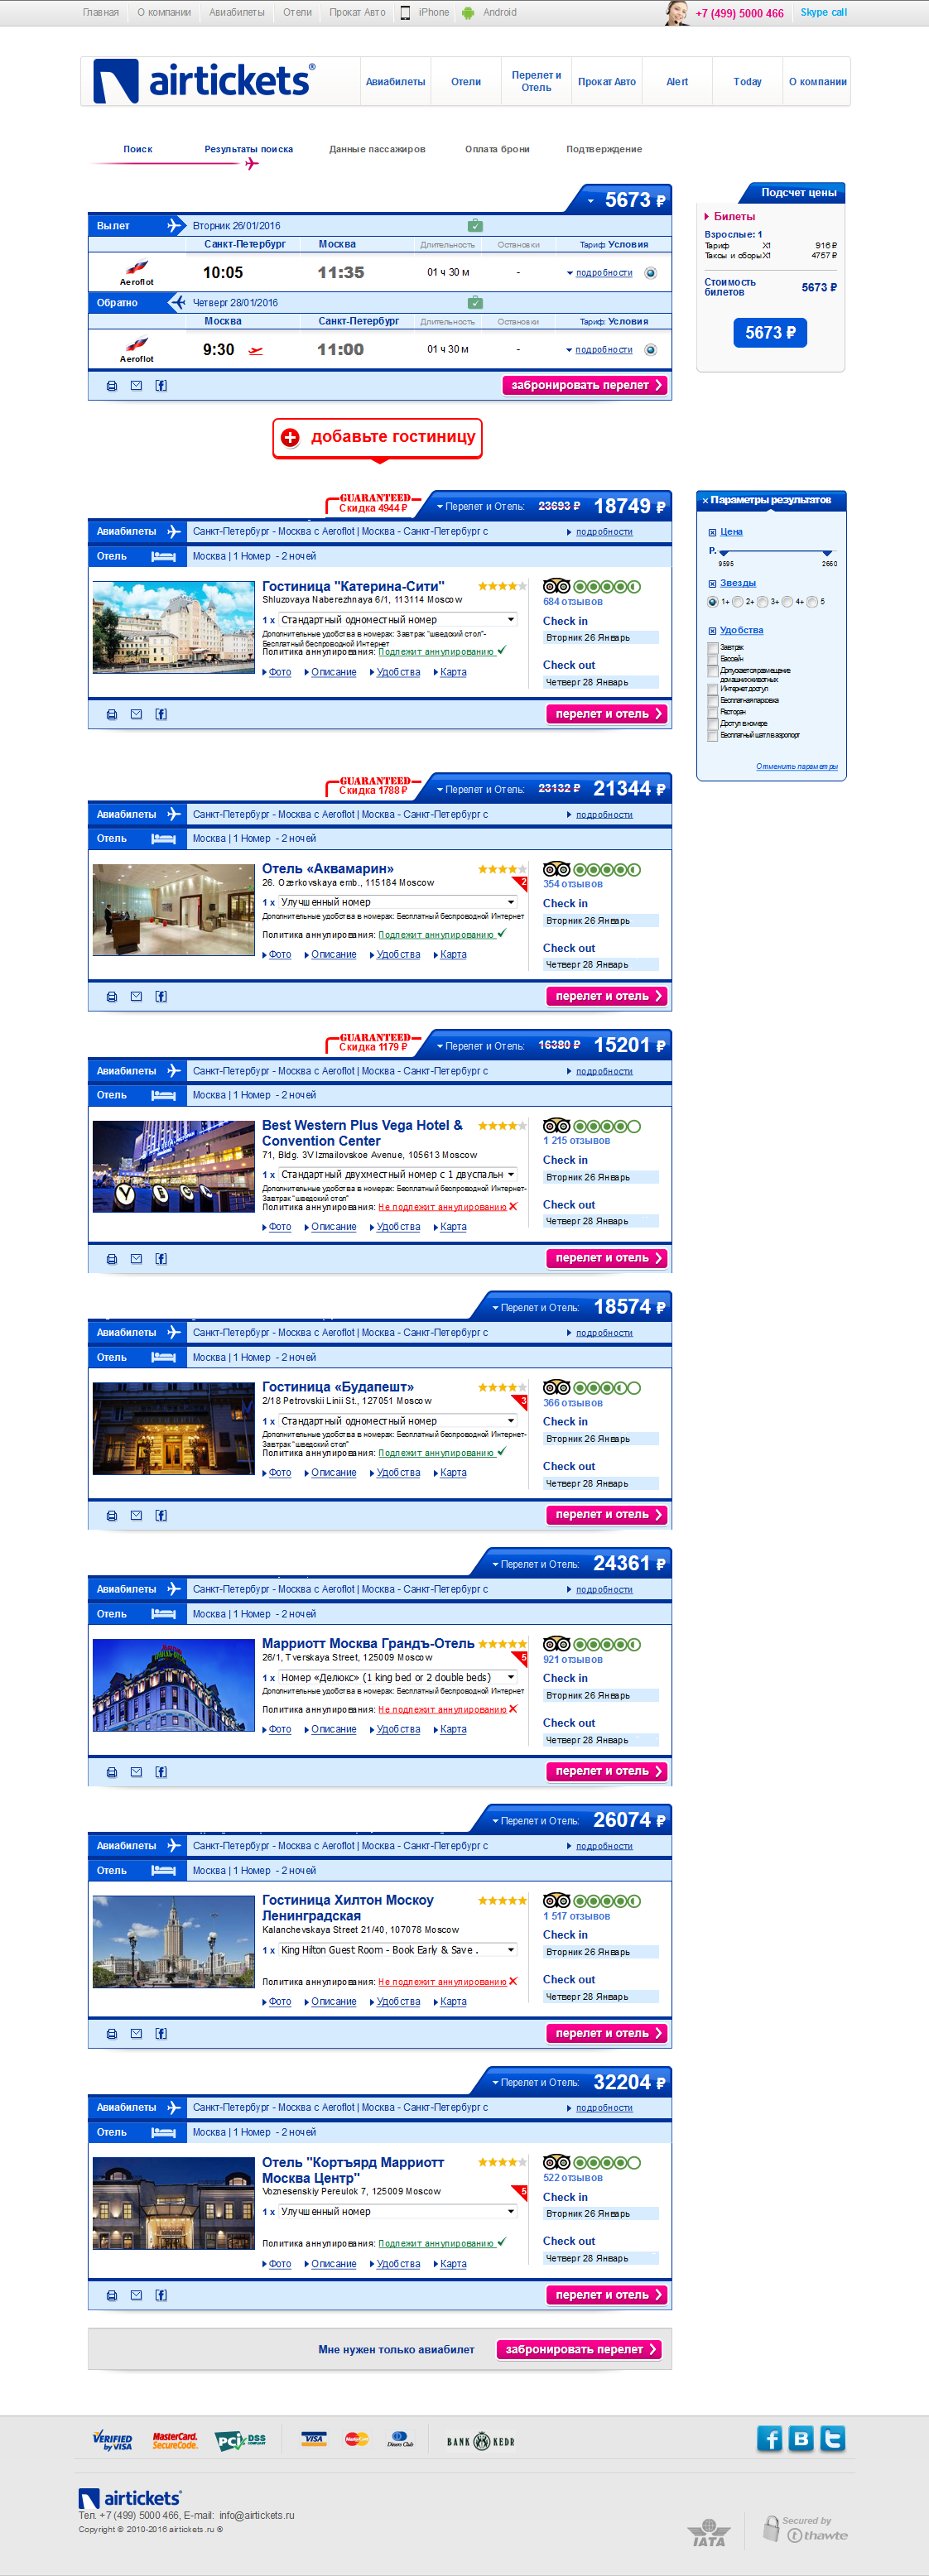 Главная О компании Авиабилеты Отели Прокат Авто iPhone Android +7 (499) 5000 466 Skype call
airtickets® Авиабилеты Отели Перелет и Отель Прокат Авто Alert Today О компании
Поиск Результаты поиска Данные пассажиров Оплата брони Подтверждение
5673 ₽
Вылет Вторник 26/01/2016
Санкт-Петербург Москва Длительность Остановки Тариф Условия
Aeroflot 10:05 11:35 01 ч 30 м - подробности
Обратно Четверг 28/01/2016
Москва Санкт-Петербург Длительность Остановки Тариф Условия
Aeroflot 9:30 11:00 01 ч 30 м - подробности
забронировать перелет
Подсчет цены
Билеты
Взрослые: 1
Тариф X1 916 ₽
Таксы и сборы X1 4757 ₽
Стоимость билетов 5673 ₽
5673 ₽
добавьте гостиницу
GUARANTEED
Скидка 4944 ₽
Перелет и Отель: 23693 ₽ 18749 ₽
Авиабилеты Санкт-Петербург - Москва с Aeroflot | Москва - Санкт-Петербург с подробности
Отель Москва | 1 Номер - 2 ночей
Гостиница "Катерина-Сити"
Shluzovaya Naberezhnaya 6/1, 113114 Moscow
1 x Стандартный одноместный номер
Дополнительные удобства в номерах: Завтрак "шведский стол"-
Бесплатный беспроводной Интернет
Политика аннулирования: Подлежит аннулированию
Фото Описание Удобства Карта
684 отзывов
Check in
Вторник 26 Январь
Check out
Четверг 28 Январь
перелет и отель
Параметры результатов
Цена
Р.
9595 2660
Звезды
1+ 2+ 3+ 4+ 5
Удобства
Завтрак
Бассейн
Допускается размещение
домашних животных
Интернет доступ
Бесплатная парковка
Ресторан
Доступ в номере
Бесплатный шатл в аэропорт
Отменить параметры
GUARANTEED
Скидка 1788 ₽
Перелет и Отель: 23132 ₽ 21344 ₽
Авиабилеты Санкт-Петербург - Москва с Aeroflot | Москва - Санкт-Петербург с подробности
Отель Москва | 1 Номер - 2 ночей
Отель «Аквамарин»
26. Ozerkovskaya emb., 115184 Moscow
2
1 x Улучшенный номер
Дополнительные удобства в номерах: Бесплатный беспроводной Интернет
Политика аннулирования: Подлежит аннулированию
Фото Описание Удобства Карта
354 отзывов
Check in
Вторник 26 Январь
Check out
Четверг 28 Январь
перелет и отель
GUARANTEED
Скидка 1179 ₽
Перелет и Отель: 16380 ₽ 15201 ₽
Авиабилеты Санкт-Петербург - Москва с Aeroflot | Москва - Санкт-Петербург с подробности
Отель Москва | 1 Номер - 2 ночей
Best Western Plus Vega Hotel &
Convention Center
71, Bldg. 3V Izmailovskoe Avenue, 105613 Moscow
1 x Стандартный двухместный номер с 1 двуспальн
Дополнительные удобства в номерах: Бесплатный беспроводной Интернет-
Завтрак "шведский стол"
Политика аннулирования: Не подлежит аннулированию
Фото Описание Удобства Карта
1 215 отзывов
Check in
Вторник 26 Январь
Check out
Четверг 28 Январь
перелет и отель
Перелет и Отель: 18574 ₽
Авиабилеты Санкт-Петербург - Москва с Aeroflot | Москва - Санкт-Петербург с подробности
Отель Москва | 1 Номер - 2 ночей
Гостиница «Будапешт»
2/18 Petrovskii Linii St., 127051 Moscow
3
1 x Стандартный одноместный номер
Дополнительные удобства в номерах: Бесплатный беспроводной Интернет-
Завтрак "шведский стол"
Политика аннулирования: Подлежит аннулированию
Фото Описание Удобства Карта
366 отзывов
Check in
Вторник 26 Январь
Check out
Четверг 28 Январь
перелет и отель
Перелет и Отель: 24361 ₽
Авиабилеты Санкт-Петербург - Москва с Aeroflot | Москва - Санкт-Петербург с подробности
Отель Москва | 1 Номер - 2 ночей
Марриотт Москва Грандъ-Отель
26/1, Tverskaya Street, 125009 Moscow
5
1 x Номер «Делюкс» (1 king bed or 2 double beds)
Дополнительные удобства в номерах: Бесплатный беспроводной Интернет
Политика аннулирования: Не подлежит аннулированию
Фото Описание Удобства Карта
921 отзывов
Check in
Вторник 26 Январь
Check out
Четверг 28 Январь
перелет и отель
Перелет и Отель: 26074 ₽
Авиабилеты Санкт-Петербург - Москва с Aeroflot | Москва - Санкт-Петербург с подробности
Отель Москва | 1 Номер - 2 ночей
Гостиница Хилтон Москоу
Ленинградская
Kalanchevskaya Street 21/40, 107078 Moscow
1 x King Hilton Guest Room - Book Early & Save .
Политика аннулирования: Не подлежит аннулированию
Фото Описание Удобства Карта
1 517 отзывов
Check in
Вторник 26 Январь
Check out
Четверг 28 Январь
перелет и отель
Перелет и Отель: 32204 ₽
Авиабилеты Санкт-Петербург - Москва с Aeroflot | Москва - Санкт-Петербург с подробности
Отель Москва | 1 Номер - 2 ночей
Отель "Кортъярд Марриотт
Москва Центр"
Voznesenskiy Pereulok 7, 125009 Moscow
5
1 x Улучшенный номер
Политика аннулирования: Подлежит аннулированию
Фото Описание Удобства Карта
522 отзывов
Check in
Вторник 26 Январь
Check out
Четверг 28 Январь
перелет и отель
Мне нужен только авиабилет забронировать перелет
VERIFIED by VISA MasterCard. SecureCode. PCI DSS VISA MasterCard Diners Club BANK KEDR
airtickets®
Тел. +7 (499) 5000 466, E-mail: info@airtickets.ru
Copyright © 2010-2016 airtickets.ru ®
IATA Secured by thawte